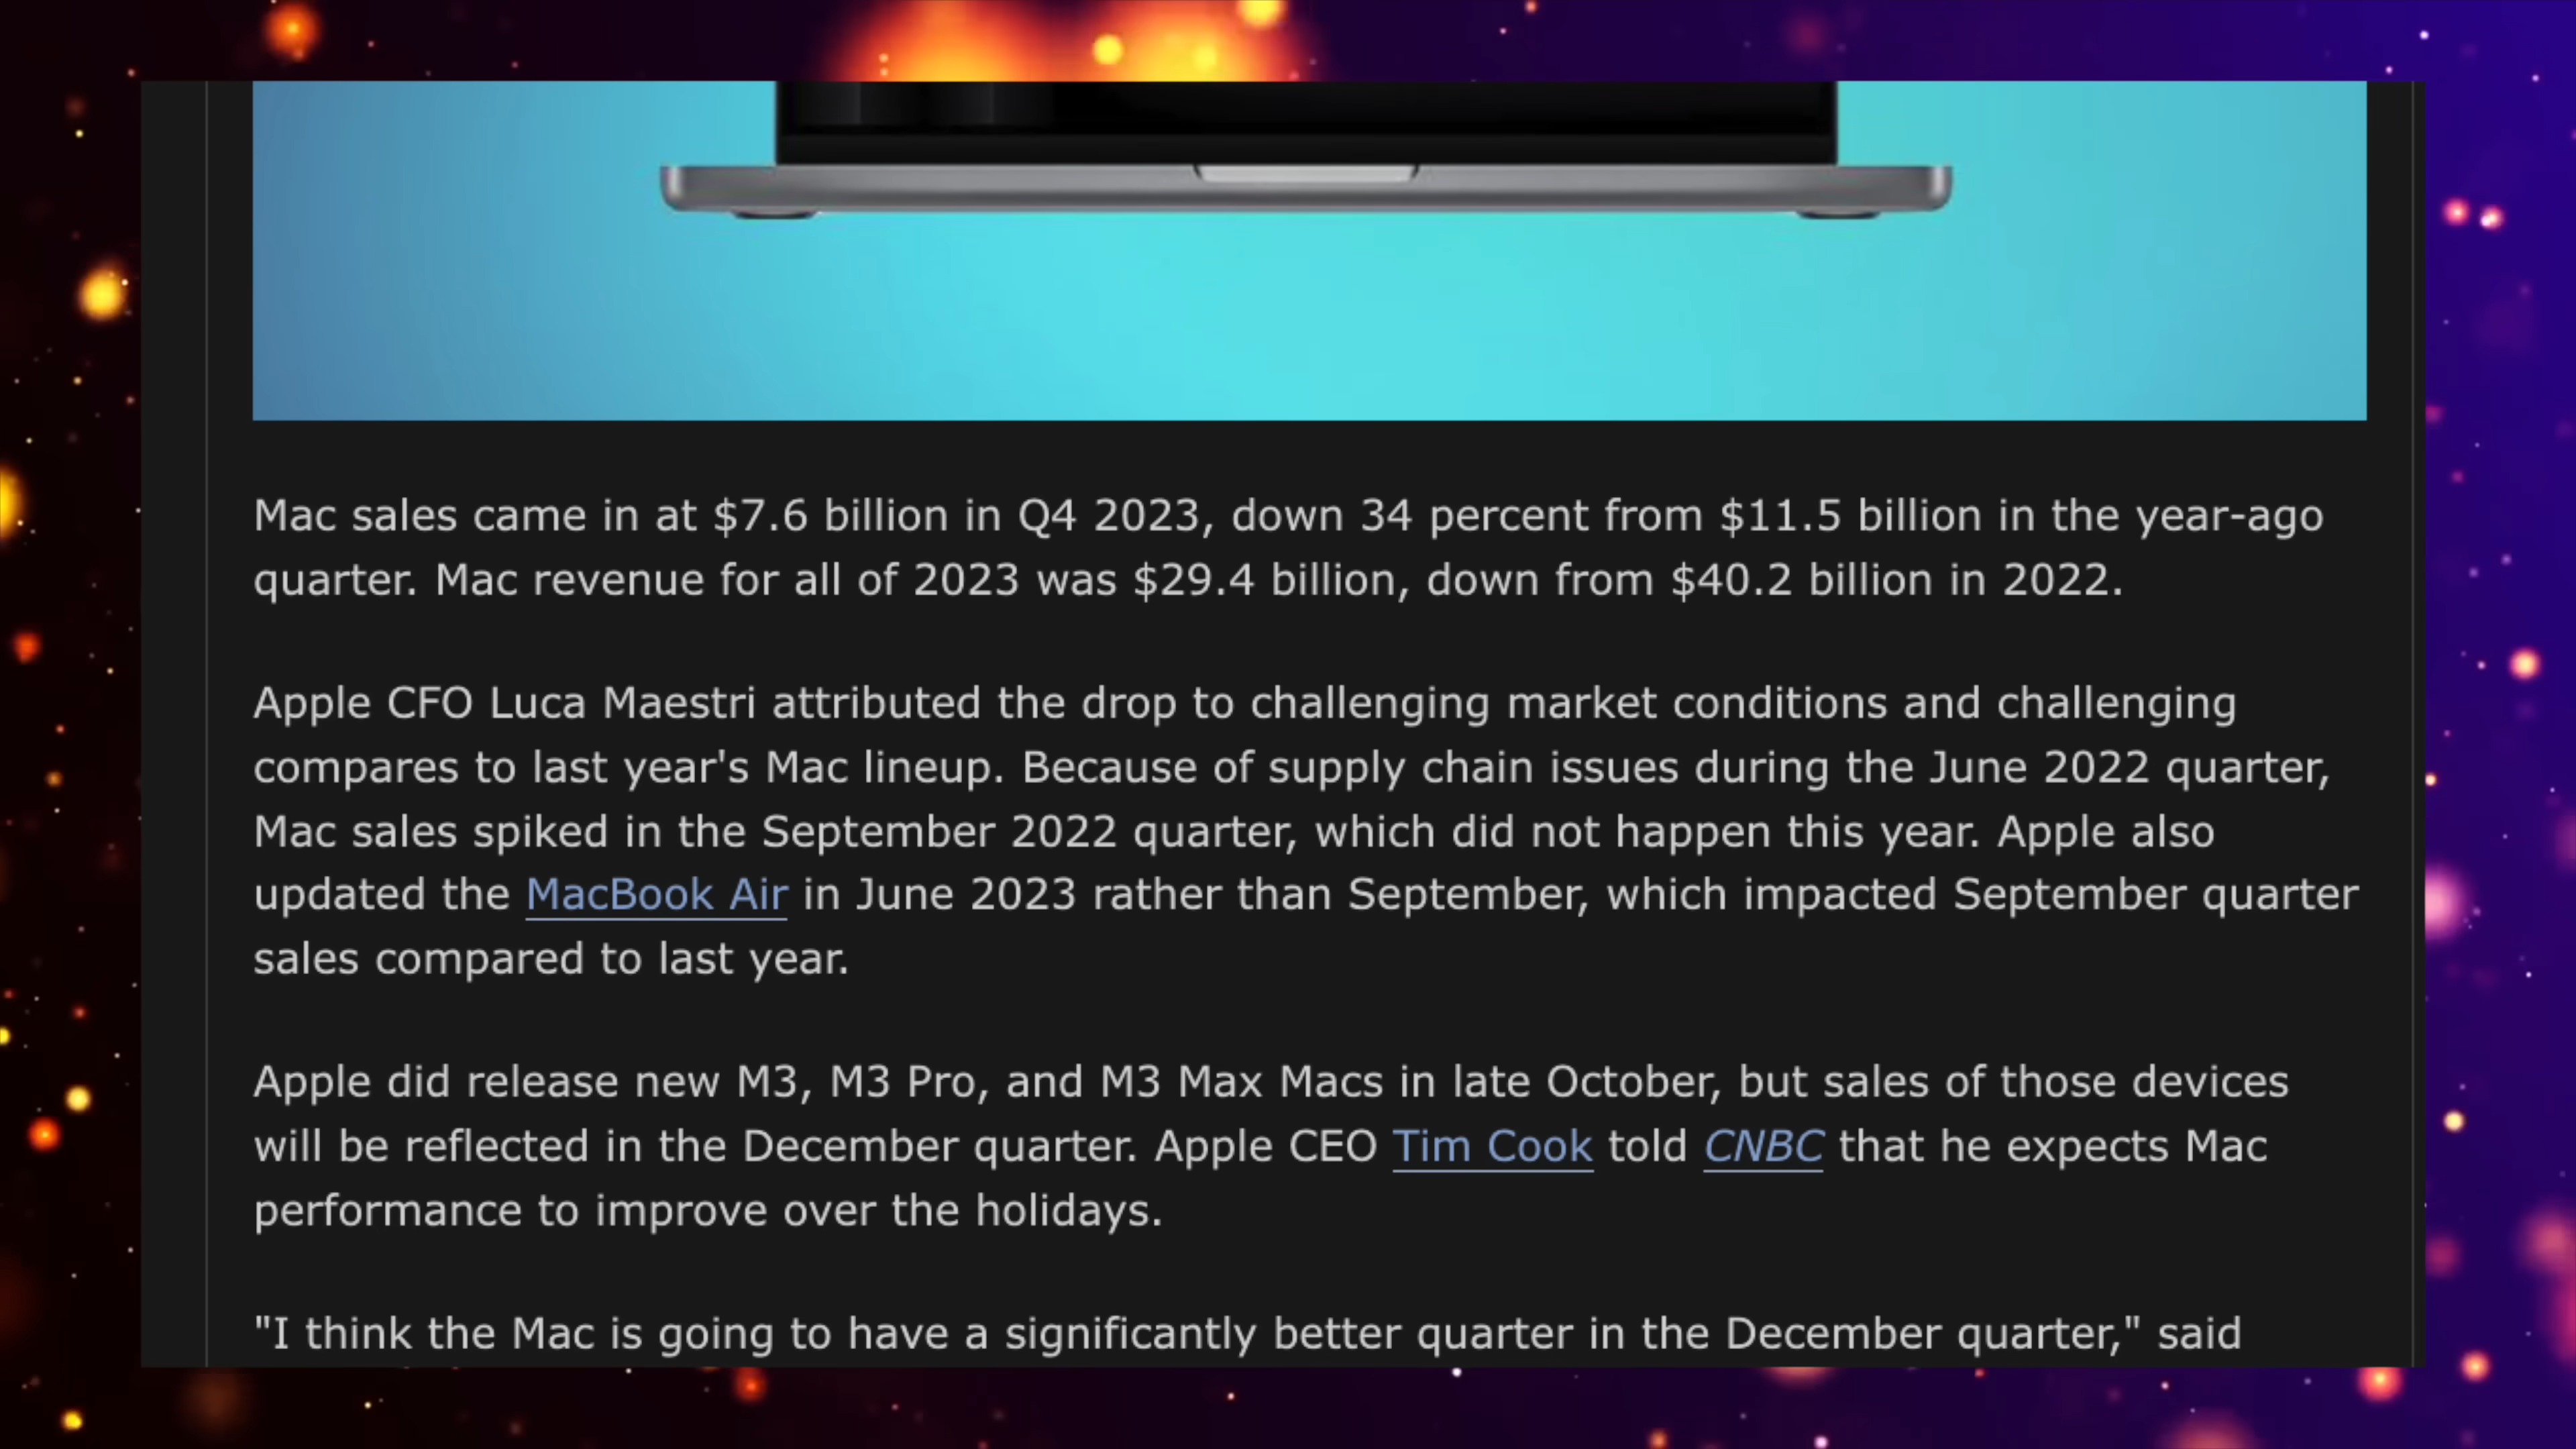 Mac sales came in at $7.6 billion in Q4 2023, down 34 percent from $11.5 billion in the year-ago
quarter. Mac revenue for all of 2023 was $29.4 billion, down from $40.2 billion in 2022.
Apple CFO Luca Maestri attributed the drop to challenging market conditions and challenging
compares to last year's Mac lineup. Because of supply chain issues during the June 2022 quarter,
Mac sales spiked in the September 2022 quarter, which did not happen this year. Apple also
updated the MacBook Air in June 2023 rather than September, which impacted September quarter
sales compared to last year.
Apple did release new M3, M3 Pro, and M3 Max Macs in late October, but sales of those devices
will be reflected in the December quarter. Apple CEO Tim Cook told CNBC that he expects Mac
performance to improve over the holidays.
"I think the Mac is going to have a significantly better quarter in the December quarter," said